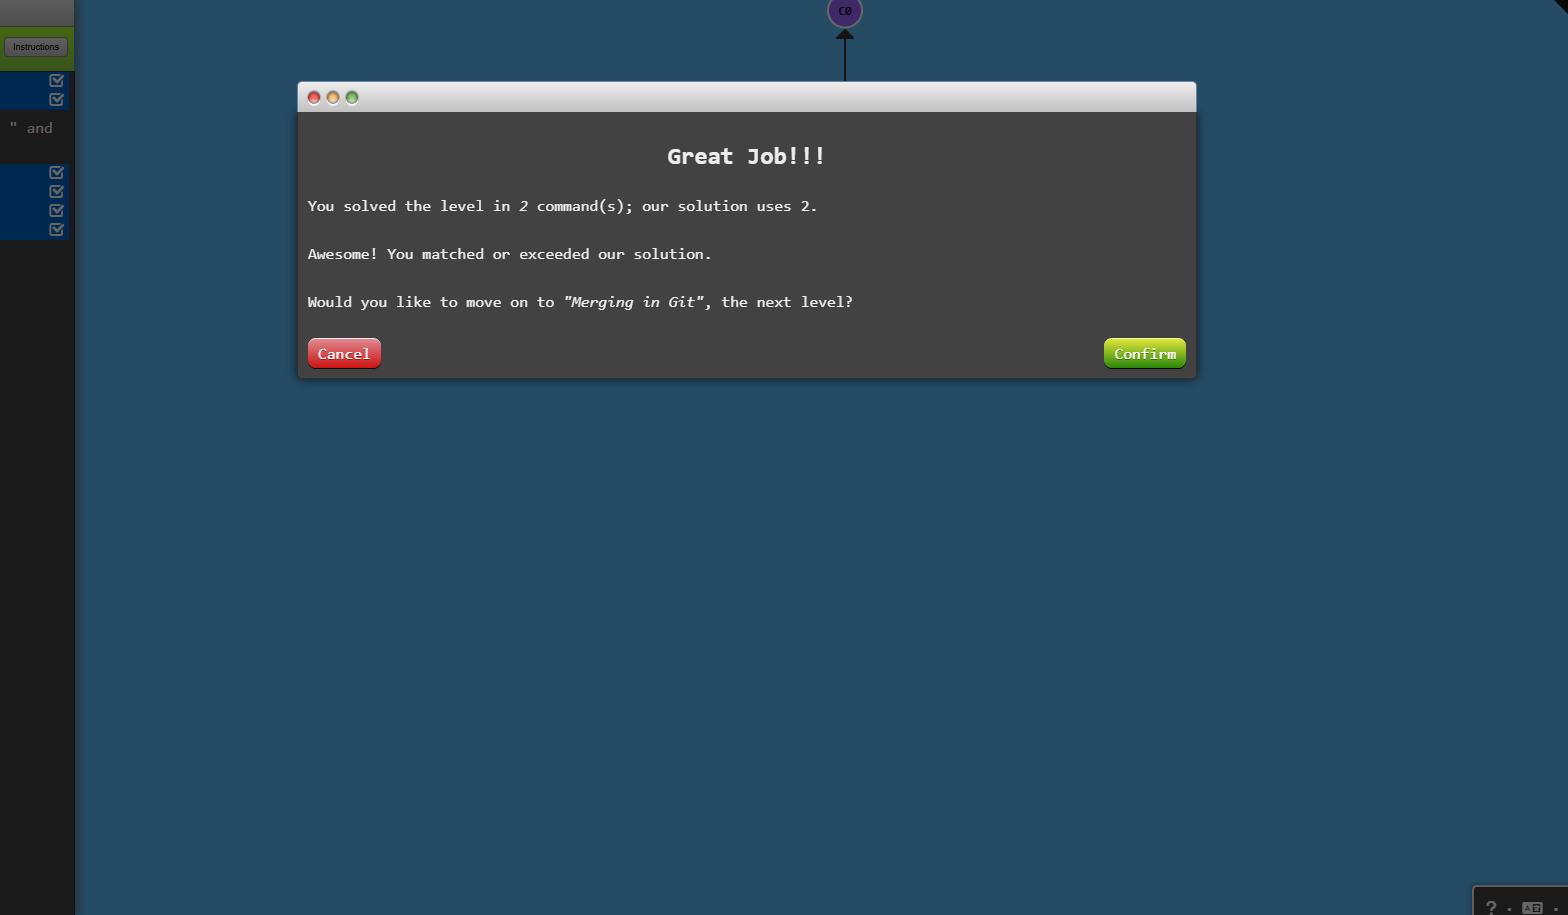 C0
Instructions
" and
Great Job!!!
You solved the level in 2 command(s); our solution uses 2.
Awesome! You matched or exceeded our solution.
Would you like to move on to "Merging in Git", the next level?
Cancel
Confirm
?